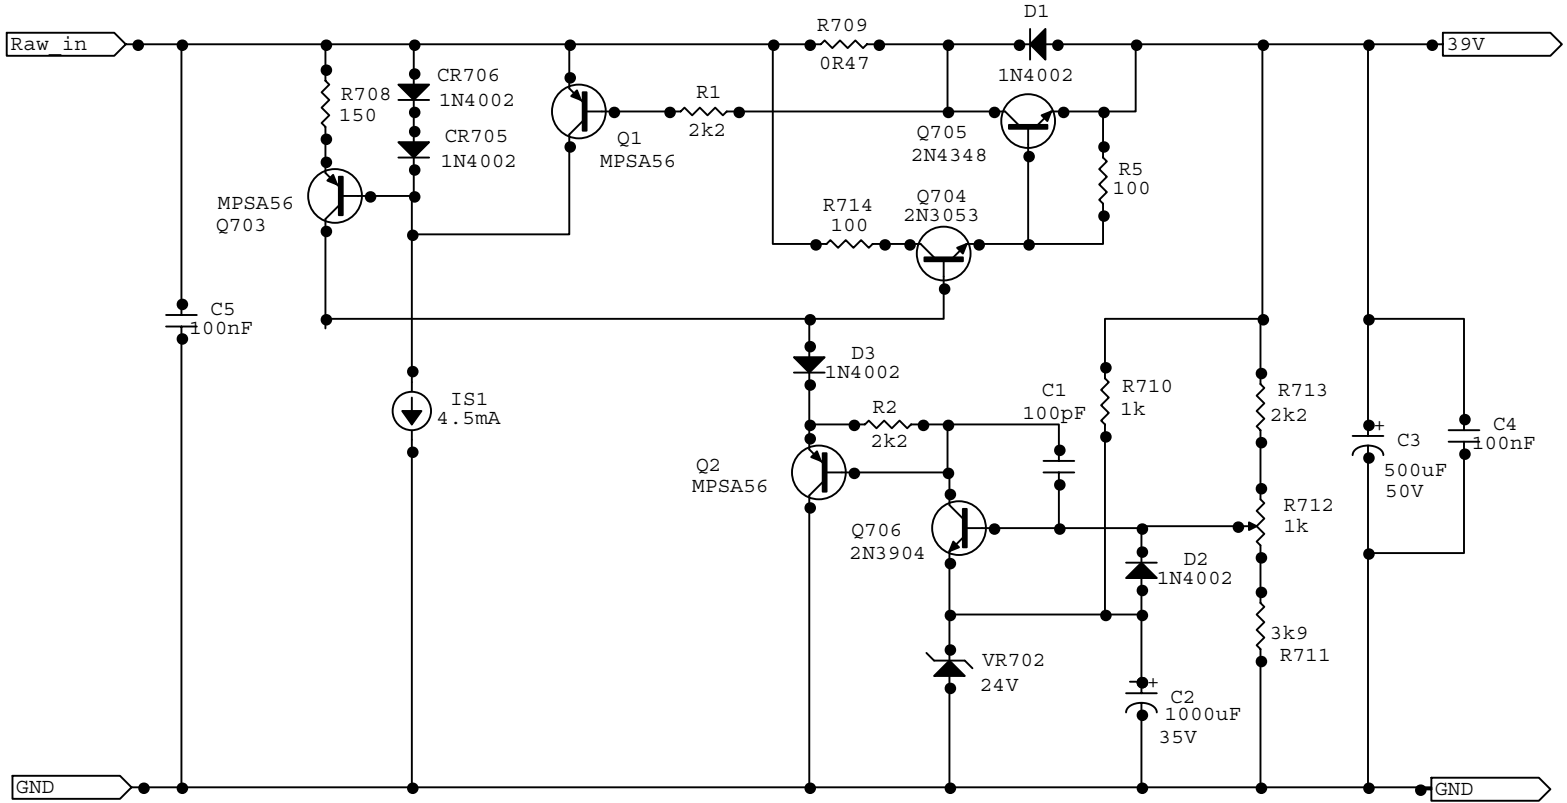 D1
R709
Raw_in
39V
0R47
1N4002
CR706
1N4002
R708
150
R1
2k2
CR705
1N4002
Q1
MPSA56
Q705
2N4348
R5
100
MPSA56
Q703
R714
100
Q704
2N3053
C5
100nF
D3
1N4002
IS1
4.5mA
R2
2k2
C1
100pF
R710
1k
R713
2k2
+
C3
500uF
50V
C4
100nF
Q2
MPSA56
Q706
2N3904
R712
1k
D2
1N4002
3k9
R711
VR702
24V
+
C2
1000uF
35V
GND
GND